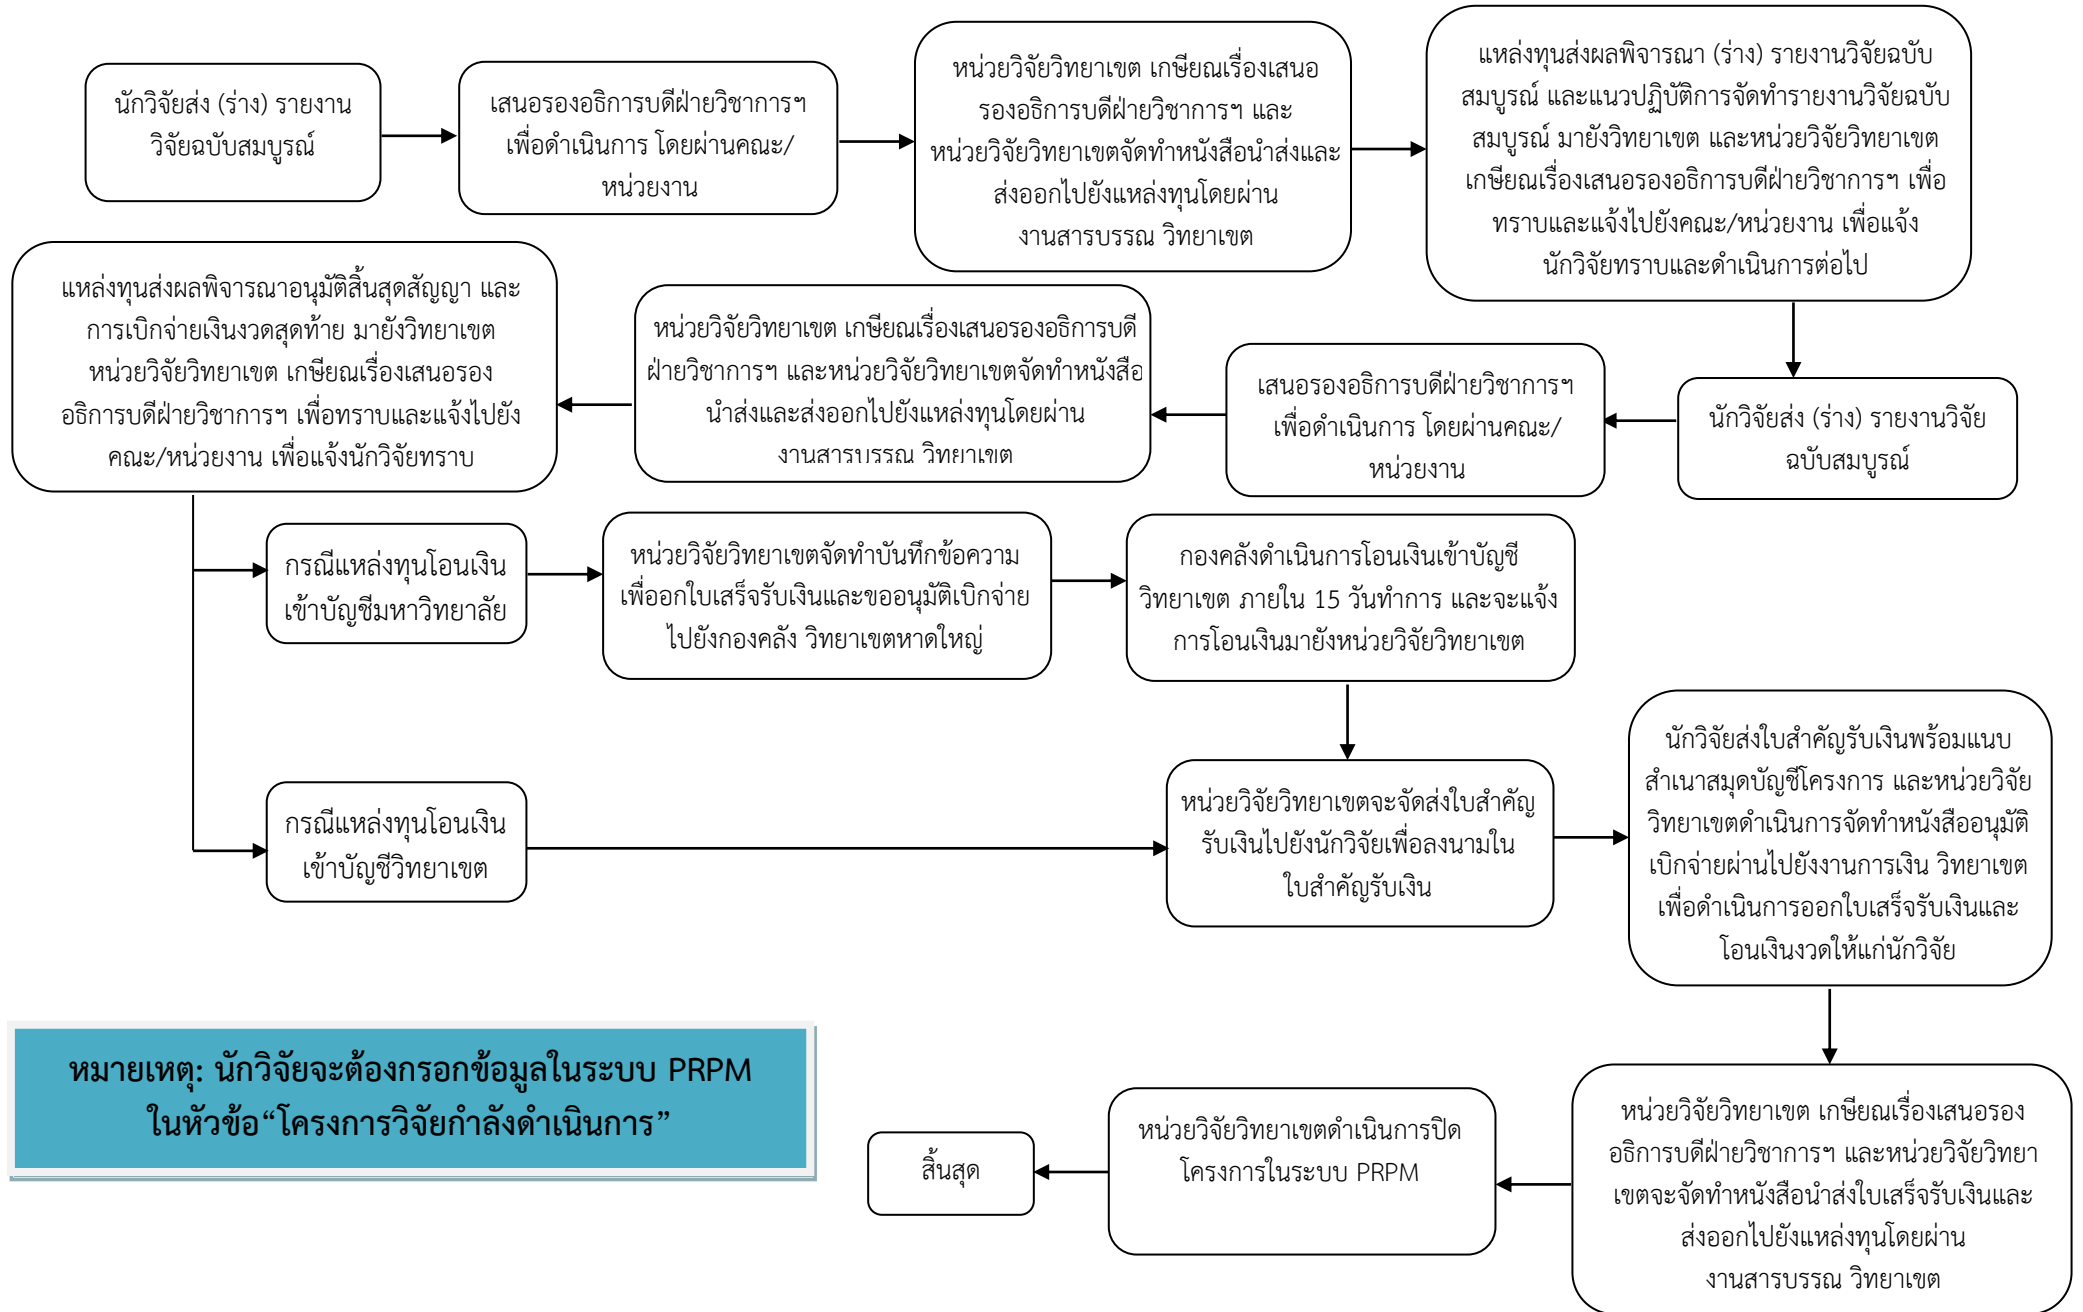 นักวิจัยส่ง (ร่าง) รายงาน
วิจัยฉบับสมบูรณ์
เสนอรองอธิการบดีฝ่ายวิชาการฯ
เพื่อดำเนินการ โดยผ่านคณะ/
หน่วยงาน
หน่วยวิจัยวิทยาเขต เกษียณเรื่องเสนอ
รองอธิการบดีฝ่ายวิชาการฯ และ
หน่วยวิจัยวิทยาเขตจัดทำหนังสือนำส่งและ
ส่งออกไปยังแหล่งทุนโดยผ่าน
งานสารบรรณ วิทยาเขต
แหล่งทุนส่งผลพิจารณา (ร่าง) รายงานวิจัยฉบับ
สมบูรณ์ และแนวปฏิบัติการจัดทำรายงานวิจัยฉบับ
สมบูรณ์ มายังวิทยาเขต และหน่วยวิจัยวิทยาเขต
เกษียณเรื่องเสนอรองอธิการบดีฝ่ายวิชาการฯ เพื่อ
ทราบและแจ้งไปยังคณะ/หน่วยงาน เพื่อแจ้ง
นักวิจัยทราบและดำเนินการต่อไป
นักวิจัยส่ง (ร่าง) รายงานวิจัย
ฉบับสมบูรณ์
เสนอรองอธิการบดีฝ่ายวิชาการฯ
เพื่อดำเนินการ โดยผ่านคณะ/
หน่วยงาน
หน่วยวิจัยวิทยาเขต เกษียณเรื่องเสนอรองอธิการบดี
ฝ่ายวิชาการฯ และหน่วยวิจัยวิทยาเขตจัดทำหนังสือ
นำส่งและส่งออกไปยังแหล่งทุนโดยผ่าน
งานสารบรรณ วิทยาเขต
แหล่งทุนส่งผลพิจารณาอนุมัติสิ้นสุดสัญญา และ
การเบิกจ่ายเงินงวดสุดท้าย มายังวิทยาเขต
หน่วยวิจัยวิทยาเขต เกษียณเรื่องเสนอรอง
อธิการบดีฝ่ายวิชาการฯ เพื่อทราบและแจ้งไปยัง
คณะ/หน่วยงาน เพื่อแจ้งนักวิจัยทราบ
กรณีแหล่งทุนโอนเงิน
เข้าบัญชีมหาวิทยาลัย
หน่วยวิจัยวิทยาเขตจัดทำบันทึกข้อความ
เพื่ออกใบเสร็จรับเงินและขออนุมัติเบิกจ่าย
ไปยังกองคลัง วิทยาเขตหาดใหญ่
กองคลังดำเนินการโอนเงินเข้าบัญชี
วิทยาเขต ภายใน 15 วันทำการ และจะแจ้ง
การโอนเงินมายังหน่วยวิจัยวิทยาเขต
กรณีแหล่งทุนโอนเงิน
เข้าบัญชีวิทยาเขต
หน่วยวิจัยวิทยาเขตจะจัดส่งใบสำคัญ
รับเงินไปยังนักวิจัยเพื่อลงนามใน
ใบสำคัญรับเงิน
นักวิจัยส่งใบสำคัญรับเงินพร้อมแนบ
สำเนาสมุดบัญชีโครงการ และหน่วยวิจัย
วิทยาเขตดำเนินการจัดทำหนังสืออนุมัติ
เบิกจ่ายผ่านไปยังงานการเงิน วิทยาเขต
เพื่อดำเนินการออกใบเสร็จรับเงินและ
โอนเงินงวดให้แก่นักวิจัย
หน่วยวิจัยวิทยาเขต เกษียณเรื่องเสนอรอง
อธิการบดีฝ่ายวิชาการฯ และหน่วยวิจัยวิทยา
เขตจะจัดทำหนังสือนำส่งใบเสร็จรับเงินและ
ส่งออกไปยังแหล่งทุนโดยผ่าน
งานสารบรรณ วิทยาเขต
หน่วยวิจัยวิทยาเขตดำเนินการปิด
โครงการในระบบ PRPM
สิ้นสุด
หมายเหตุ: นักวิจัยจะต้องกรอกข้อมูลในระบบ PRPM
ในหัวข้อ“โครงการวิจัยกำลังดำเนินการ”